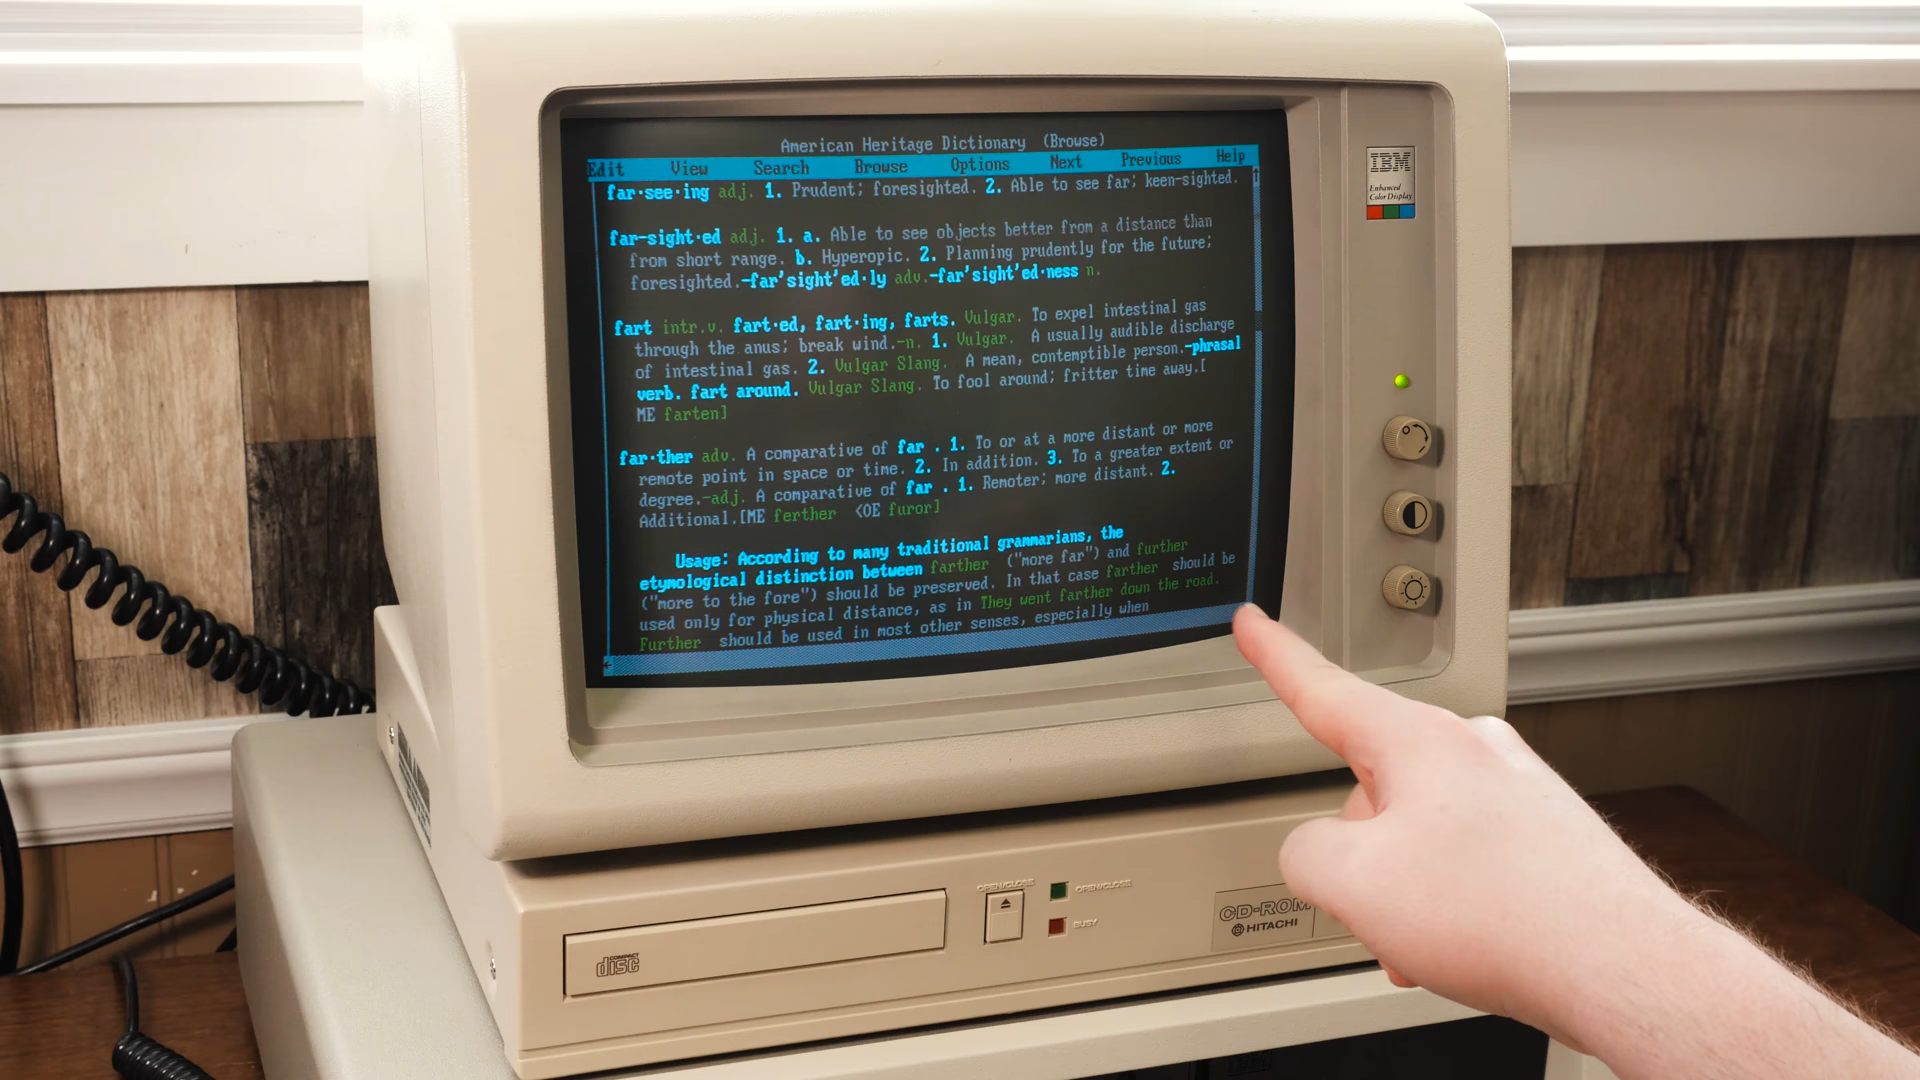 American Heritage Dictionary (Browse)
Edit View Search Browse Options Next Previous Help
far·see·ing adj. 1. Prudent; foresighted. 2. Able to see far; keen-sighted.
far-sight·ed adj. 1. a. Able to see objects better from a distance than
from short range. b. Hyperopic. 2. Planning prudently for the future;
foresighted.-far'sight'ed·ly adv.-far'sight'ed·ness n.
fart intr.v. fart·ed, fart·ing, farts. Vulgar. To expel intestinal gas
through the anus; break wind.-n. 1. Vulgar. A usually audible discharge
of intestinal gas. 2. Vulgar Slang. A mean, contemptible person.-phrasal
verb. fart around. Vulgar Slang. To fool around; fritter time away.[
ME farten]
far·ther adv. A comparative of far . 1. To or at a more distant or more
remote point in space or time. 2. In addition. 3. To a greater extent or
degree.-adj. A comparative of far . 1. Remoter; more distant. 2.
Additional.[ME ferther <OE furor]
Usage: According to many traditional grammarians, the
etymological distinction between farther ("more far") and further
("more to the fore") should be preserved. In that case farther should be
used only for physical distance, as in They went farther down the road.
Further should be used in most other senses, especially when
IBM
Enhanced
Color Display
OPEN/CLOSE
OPEN/CLOSE
BUSY
COMPACT
disc
CD-ROM
HITACHI